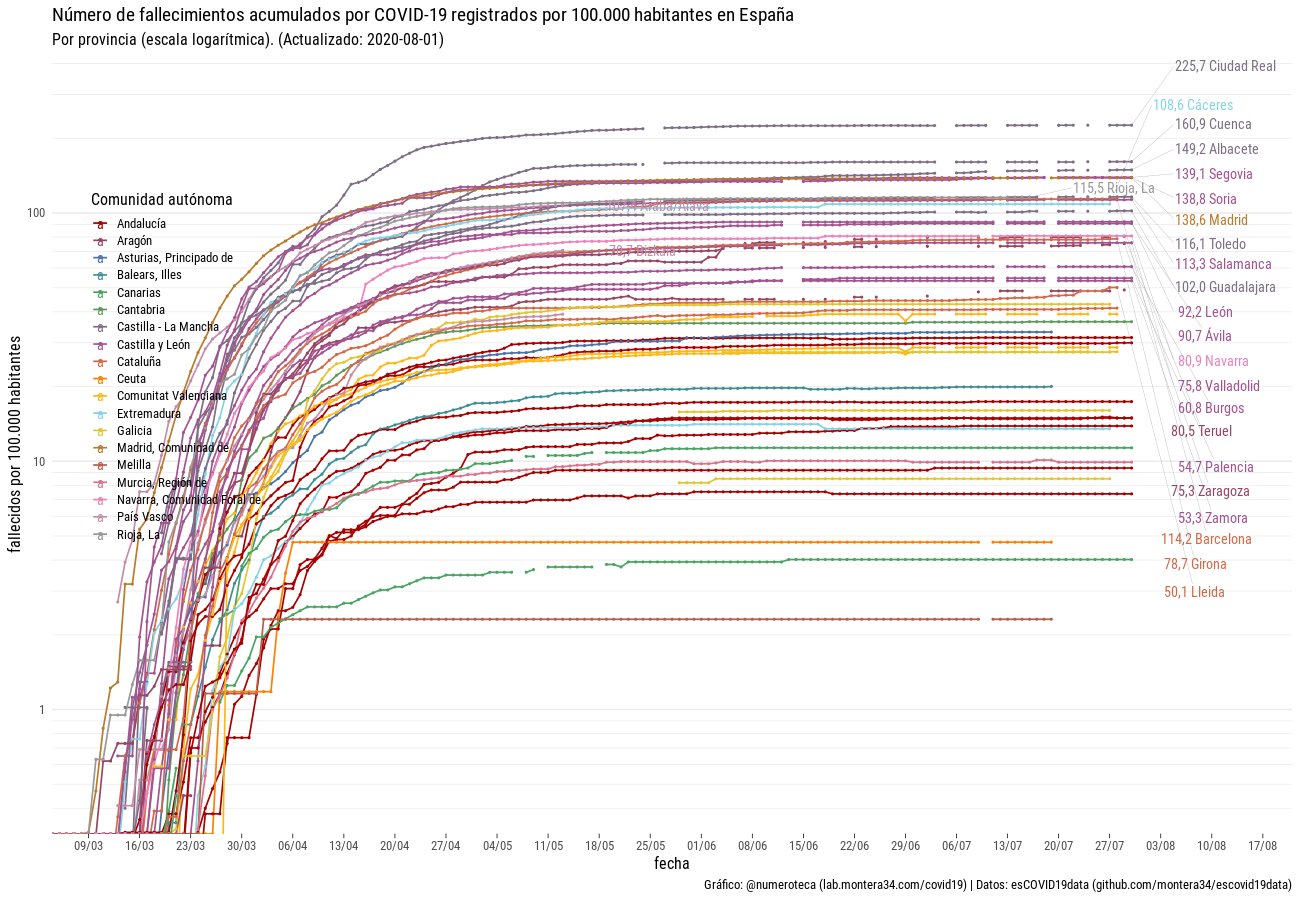 Número de fallecimientos acumulados por COVID-19 registrados por 100.000 habitantes en España
Por provincia (escala logarítmica). (Actualizado: 2020-08-01)
225,7 Ciudad Real
108,6 Cáceres
160,9 Cuenca
149,2 Albacete
139,1 Segovia
115,5 Rioja, La
138,8 Soria
138,6 Madrid
116,1 Toledo
113,3 Salamanca
102,0 Guadalajara
92,2 León
90,7 Ávila
80,9 Navarra
75,8 Valladolid
60,8 Burgos
80,5 Teruel
54,7 Palencia
75,3 Zaragoza
53,3 Zamora
114,2 Barcelona
78,7 Girona
50,1 Lleida
Comunidad autónoma
Andalucía
Aragón
Asturias, Principado de
Balears, Illes
Canarias
Cantabria
Castilla - La Mancha
Castilla y León
Cataluña
Ceuta
Comunitat Valenciana
Extremadura
Galicia
Madrid, Comunidad de
Melilla
Murcia, Región de
Navarra, Comunidad Foral de
País Vasco
Rioja, La
fallecidos por 100.000 habitantes
100
10
1
09/03 16/03 23/03 30/03 06/04 13/04 20/04 27/04 04/05 11/05 18/05 25/05 01/06 08/06 15/06 22/06 29/06 06/07 13/07 20/07 27/07 03/08 10/08 17/08
fecha
Gráfico: @numeroteca (lab.montera34.com/covid19) | Datos: esCOVID19data (github.com/montera34/escovid19data)